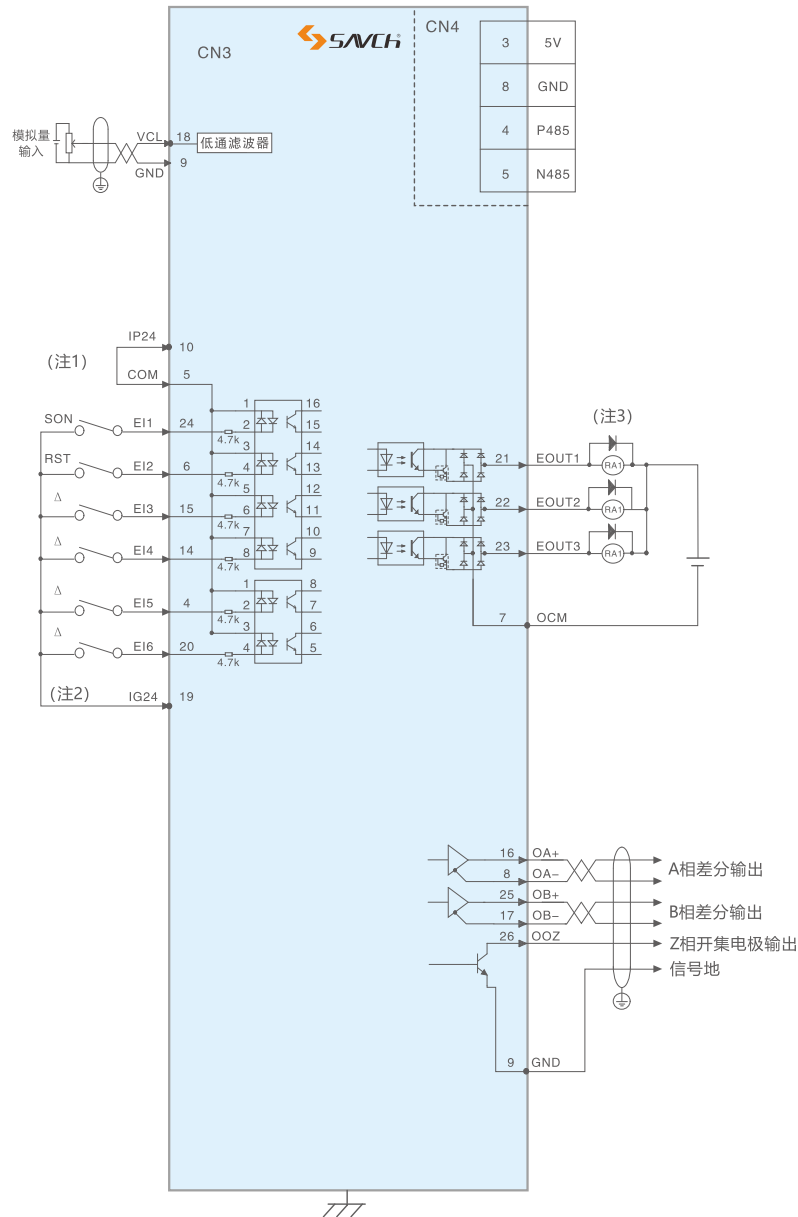 CN3
SAVCH®
CN4
3 5V
8 GND
4 P485
5 N485
模拟量
输入
VCL 18 低通滤波器
GND 9
IP24 10
(注1)
COM 5
SON EI1 24 4.7k 1 2 16 15
RST EI2 6 4.7k 3 4 14 13
Δ EI3 15 4.7k 5 6 12 11
Δ EI4 14 4.7k 7 8 10 9
Δ EI5 4 4.7k 1 2 8 7
Δ EI6 20 4.7k 3 4 6 5
(注2) IG24 19
(注3)
21 EOUT1 RA1
22 EOUT2 RA1
23 EOUT3 RA1
7 OCM
16 OA+
8 OA-
A相差分输出
25 OB+
17 OB-
B相差分输出
26 OOZ Z相开集电极输出
信号地
9 GND